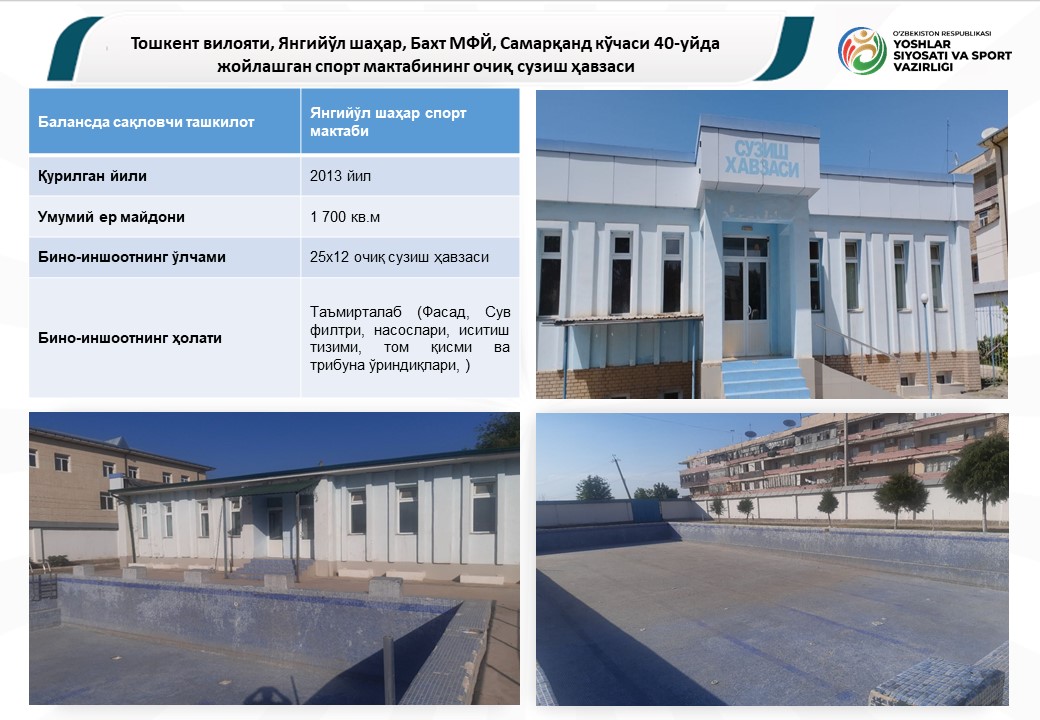 Тошкент вилояти, Янгийўл шаҳар, Бахт МФЙ, Самарқанд кўчаси 40-уйда
жойлашган спорт мактабининг очиқ сузиш ҳавзаси
O'ZBEKISTON RESPUBLIKASI
YOSHLAR
SIYOSATI VA SPORT
VAZIRLIGI
Балансда сақловчи ташкилот
Янгийўл шаҳар спорт
мактаби
Қурилган йили
2013 йил
Умумий ер майдони
1 700 кв.м
Бино-иншоотнинг ўлчами
25х12 очиқ сузиш ҳавзаси
Бино-иншоотнинг ҳолати
Таъмирталаб (Фасад, Сув
филтри, насослари, иситиш
тизими, том қисми ва
трибуна ўриндиқлари, )
СУЗИШ
ХАВЗАСИ